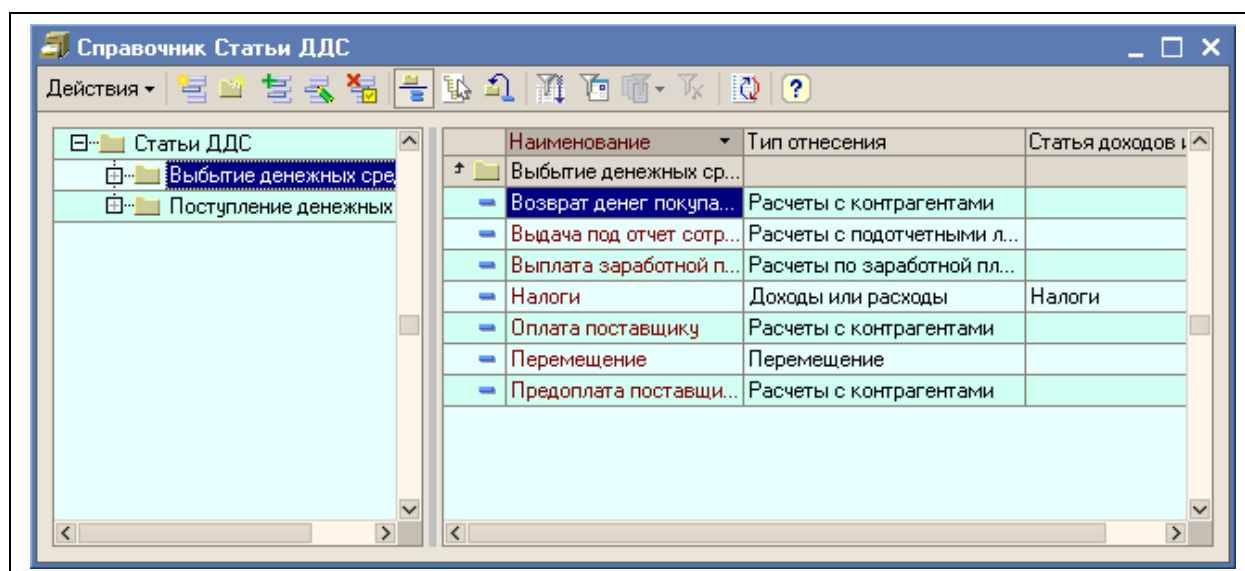 Справочник Статьи ДДС
Действия
Статьи ДДС
Выбытие денежных сре
Поступление денежных
Наименование Тип отнесения Статья доходов и
Выбытие денежных ср...
Возврат денег покупа... Расчеты с контрагентами
Выдача под отчет сотр... Расчеты с подотчетными л...
Выплата заработной п... Расчеты по заработной пл...
Налоги Доходы или расходы Налоги
Оплата поставщику Расчеты с контрагентами
Перемещение Перемещение
Предоплата поставщи... Расчеты с контрагентами